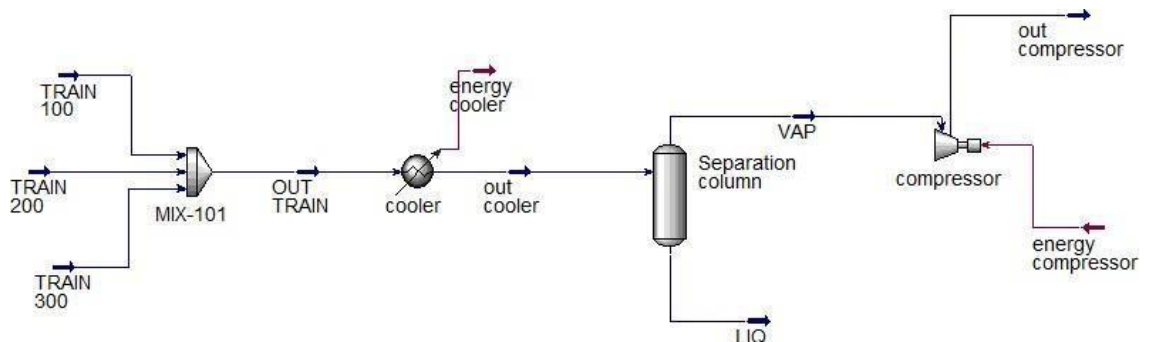 out
compressor
energy
cooler
TRAIN
100
VAP
Separation
column
compressor
TRAIN
200
MIX-101
OUT
TRAIN
cooler
out
cooler
energy
compressor
TRAIN
300
LIQ